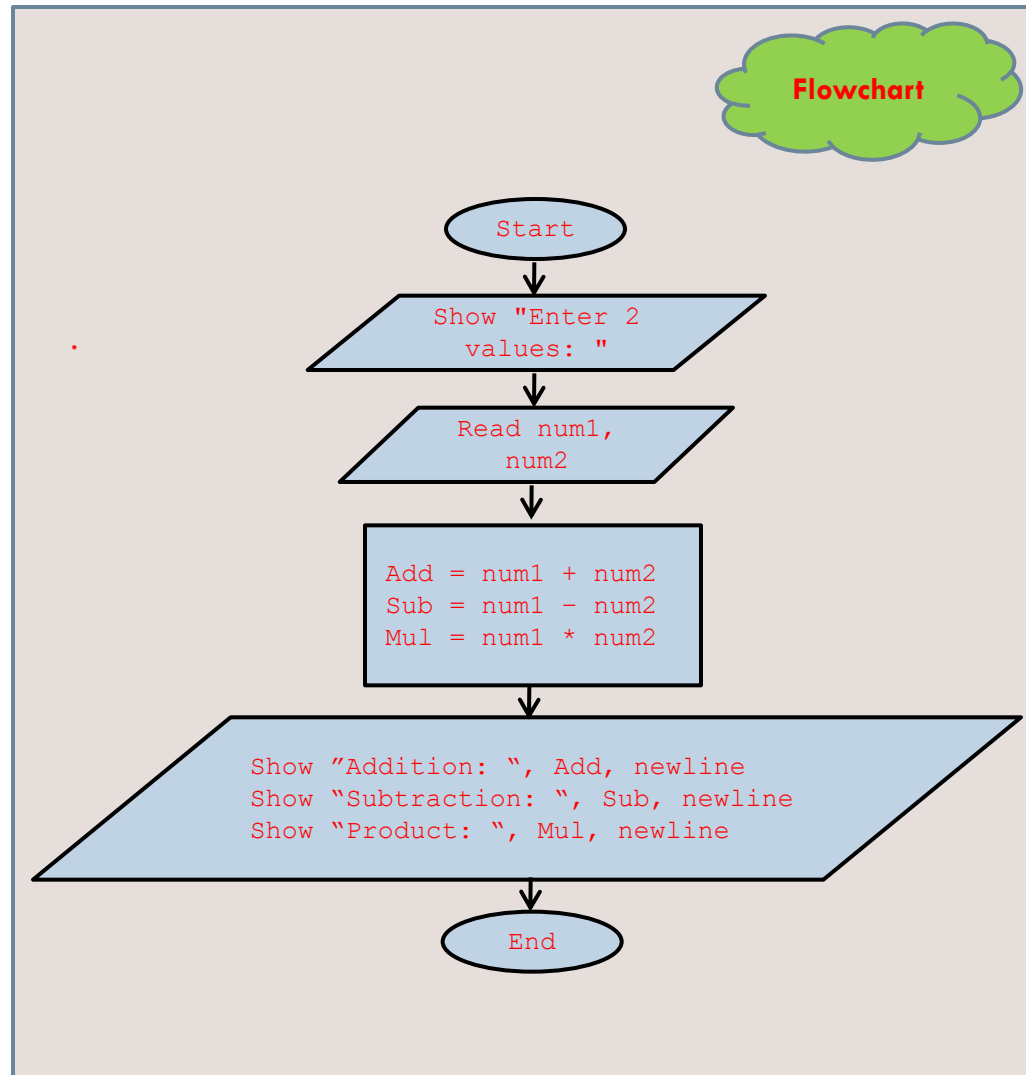 Flowchart
Start
Show "Enter 2
values: "
.
Read num1,
num2
Add = num1 + num2
Sub = num1 – num2
Mul = num1 * num2
Show ”Addition: “, Add, newline
Show “Subtraction: “, Sub, newline
Show “Product: “, Mul, newline
End